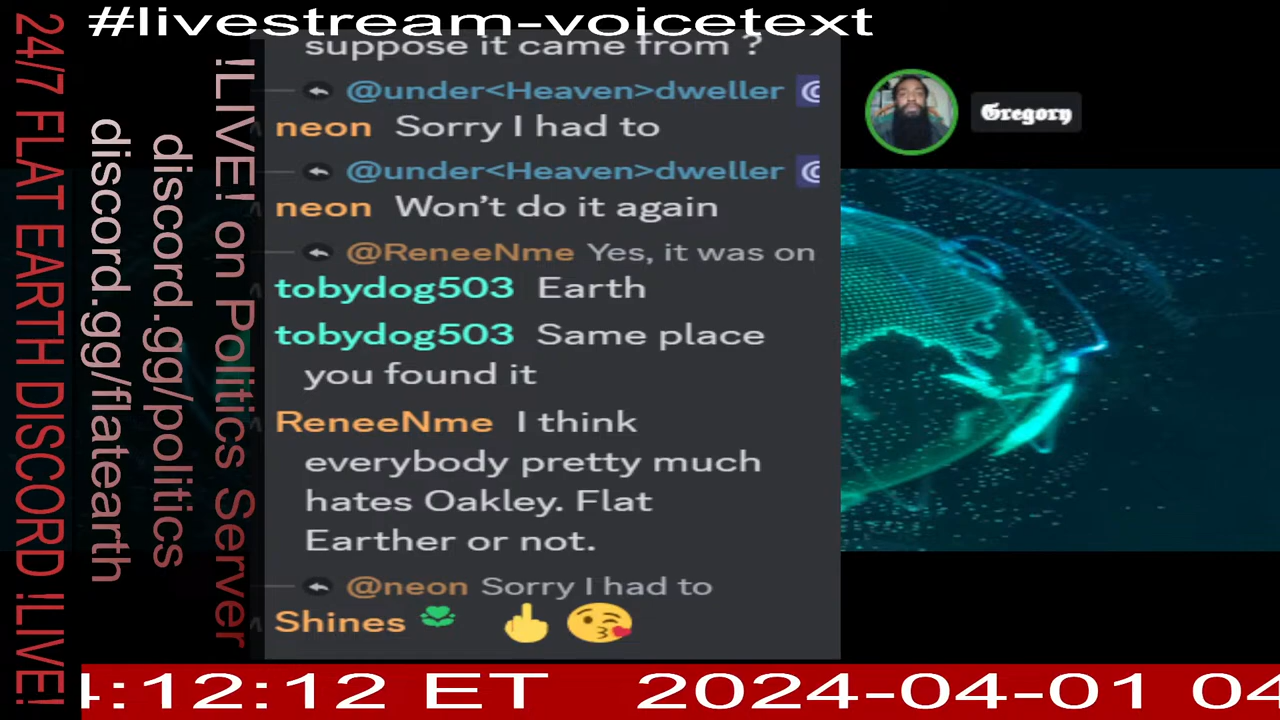 #livestream-voicetext
24/7 FLAT EARTH DISCORD !LIVE!
discord.gg/flatearth
discord.gg/politics
!LIVE! on Politics Server
suppose it came from ?
@under<Heaven>dweller
neon Sorry I had to
@under<Heaven>dweller
neon Won’t do it again
@ReneeNme Yes, it was on
tobydog503 Earth
tobydog503 Same place
you found it
ReneeNme I think
everybody pretty much
hates Oakley. Flat
Earther or not.
@neon Sorry I had to
Shines
Gregory
4:12:12 ET 2024-04-01 04